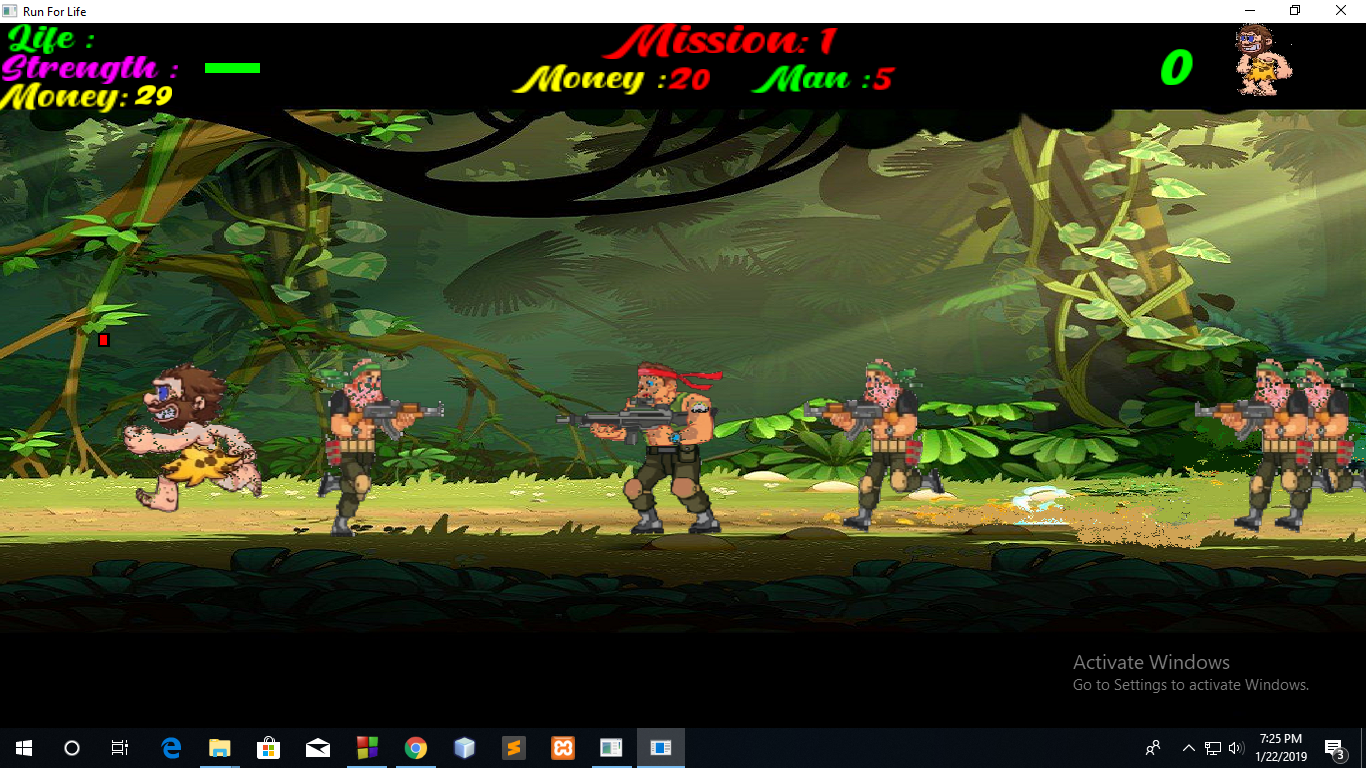 Run For Life
Life :
Strength :
Money: 29
Mission: 1
Money :20 Man :5
0
Activate Windows
Go to Settings to activate Windows.
7:25 PM
1/22/2019
3